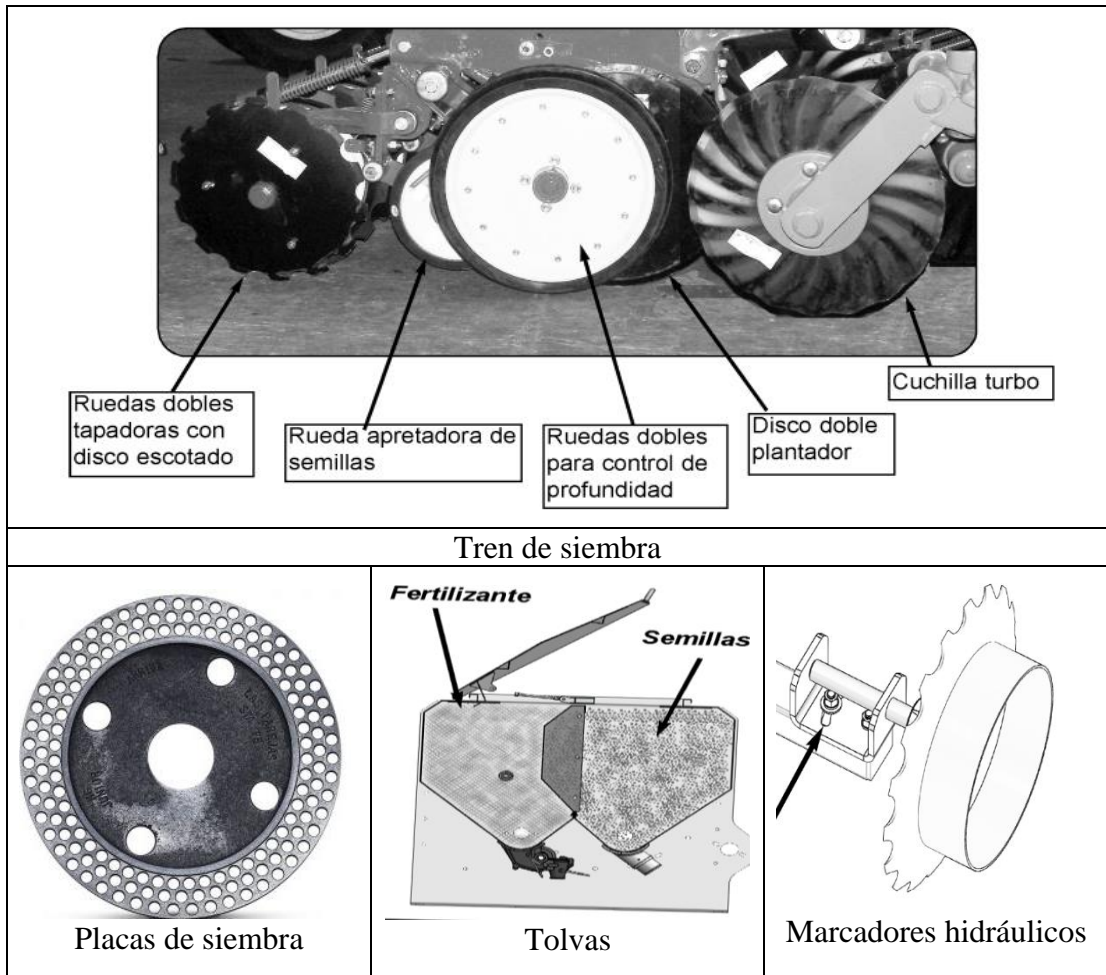 Ruedas dobles
tapadoras con
disco escotado
Rueda apretadora de
semillas
Ruedas dobles
para control de
profundidad
Disco doble
plantador
Cuchilla turbo
Tren de siembra
Fertilizante
Semillas
Placas de siembra
Tolvas
Marcadores hidráulicos